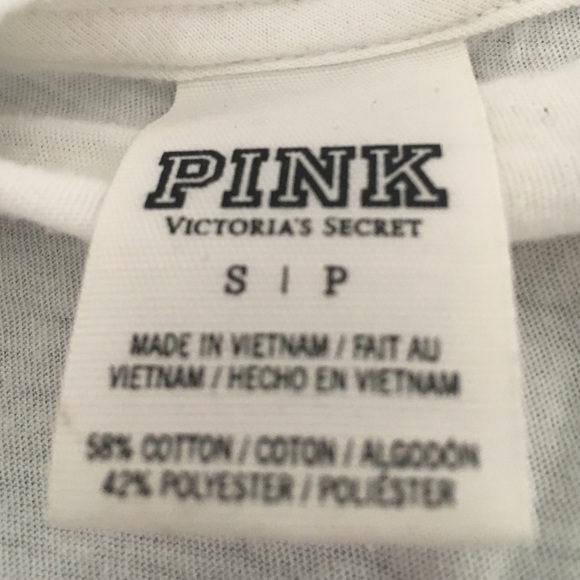 PINK
VICTORIA'S SECRET
S | P
MADE IN VIETNAM / FAIT AU
VIETNAM / HECHO EN VIETNAM
58% COTTON / COTON / ALGODÓN
42% POLYESTER / POLIÉSTER